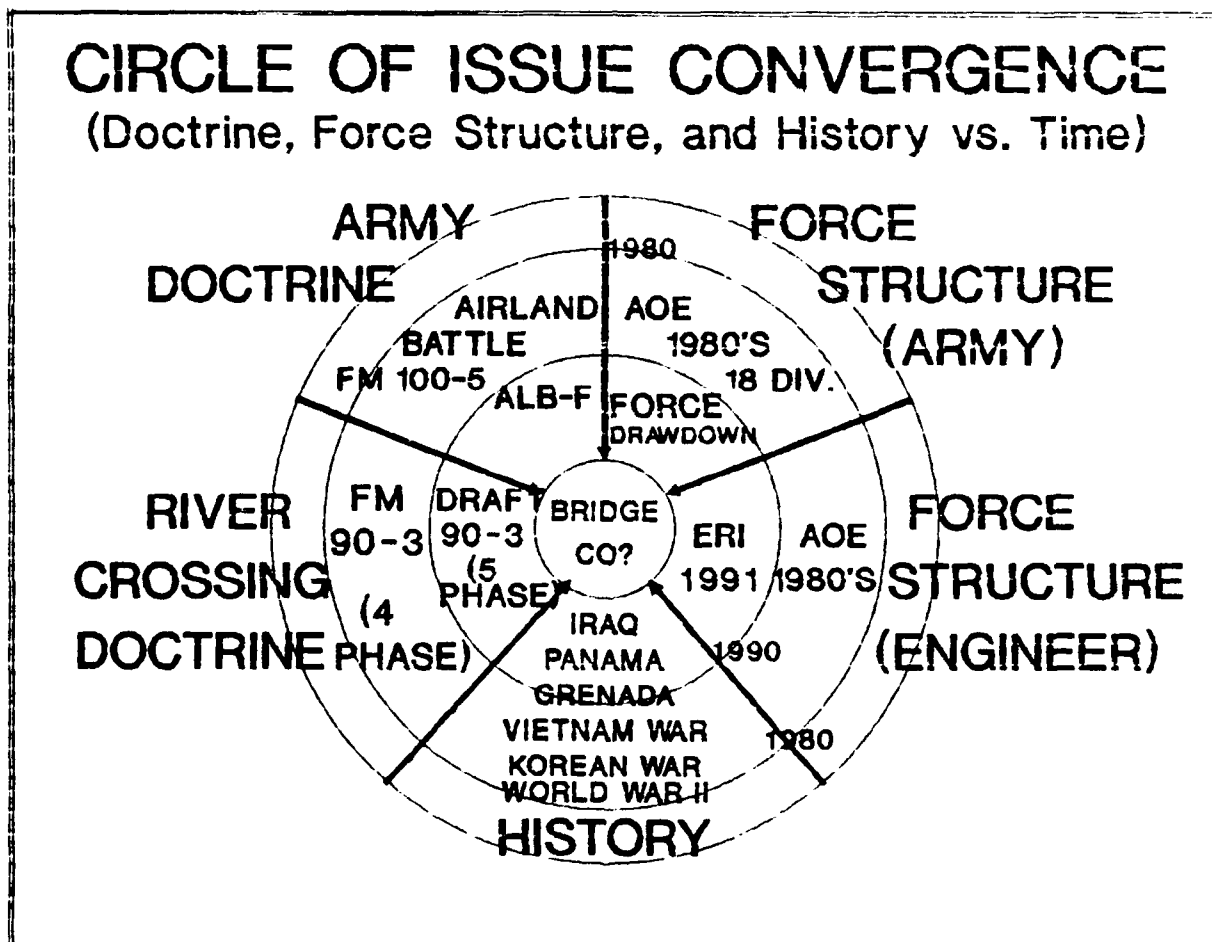 CIRCLE OF ISSUE CONVERGENCE
(Doctrine, Force Structure, and History vs. Time)
ARMY
DOCTRINE
FORCE
STRUCTURE
(ARMY)
1980
AIRLAND
BATTLE
FM 100-5
ALB-F
AOE
1980'S
18 DIV.
FORCE
DRAWDOWN
RIVER
CROSSING
DOCTRINE
FM
90-3
(4
PHASE)
DRAFT
90-3
(5
PHASE)
BRIDGE
CO?
ERI
1991
AOE
1980'S
FORCE
STRUCTURE
(ENGINEER)
1990
1980
IRAQ
PANAMA
GRENADA
VIETNAM WAR
KOREAN WAR
WORLD WAR II
HISTORY